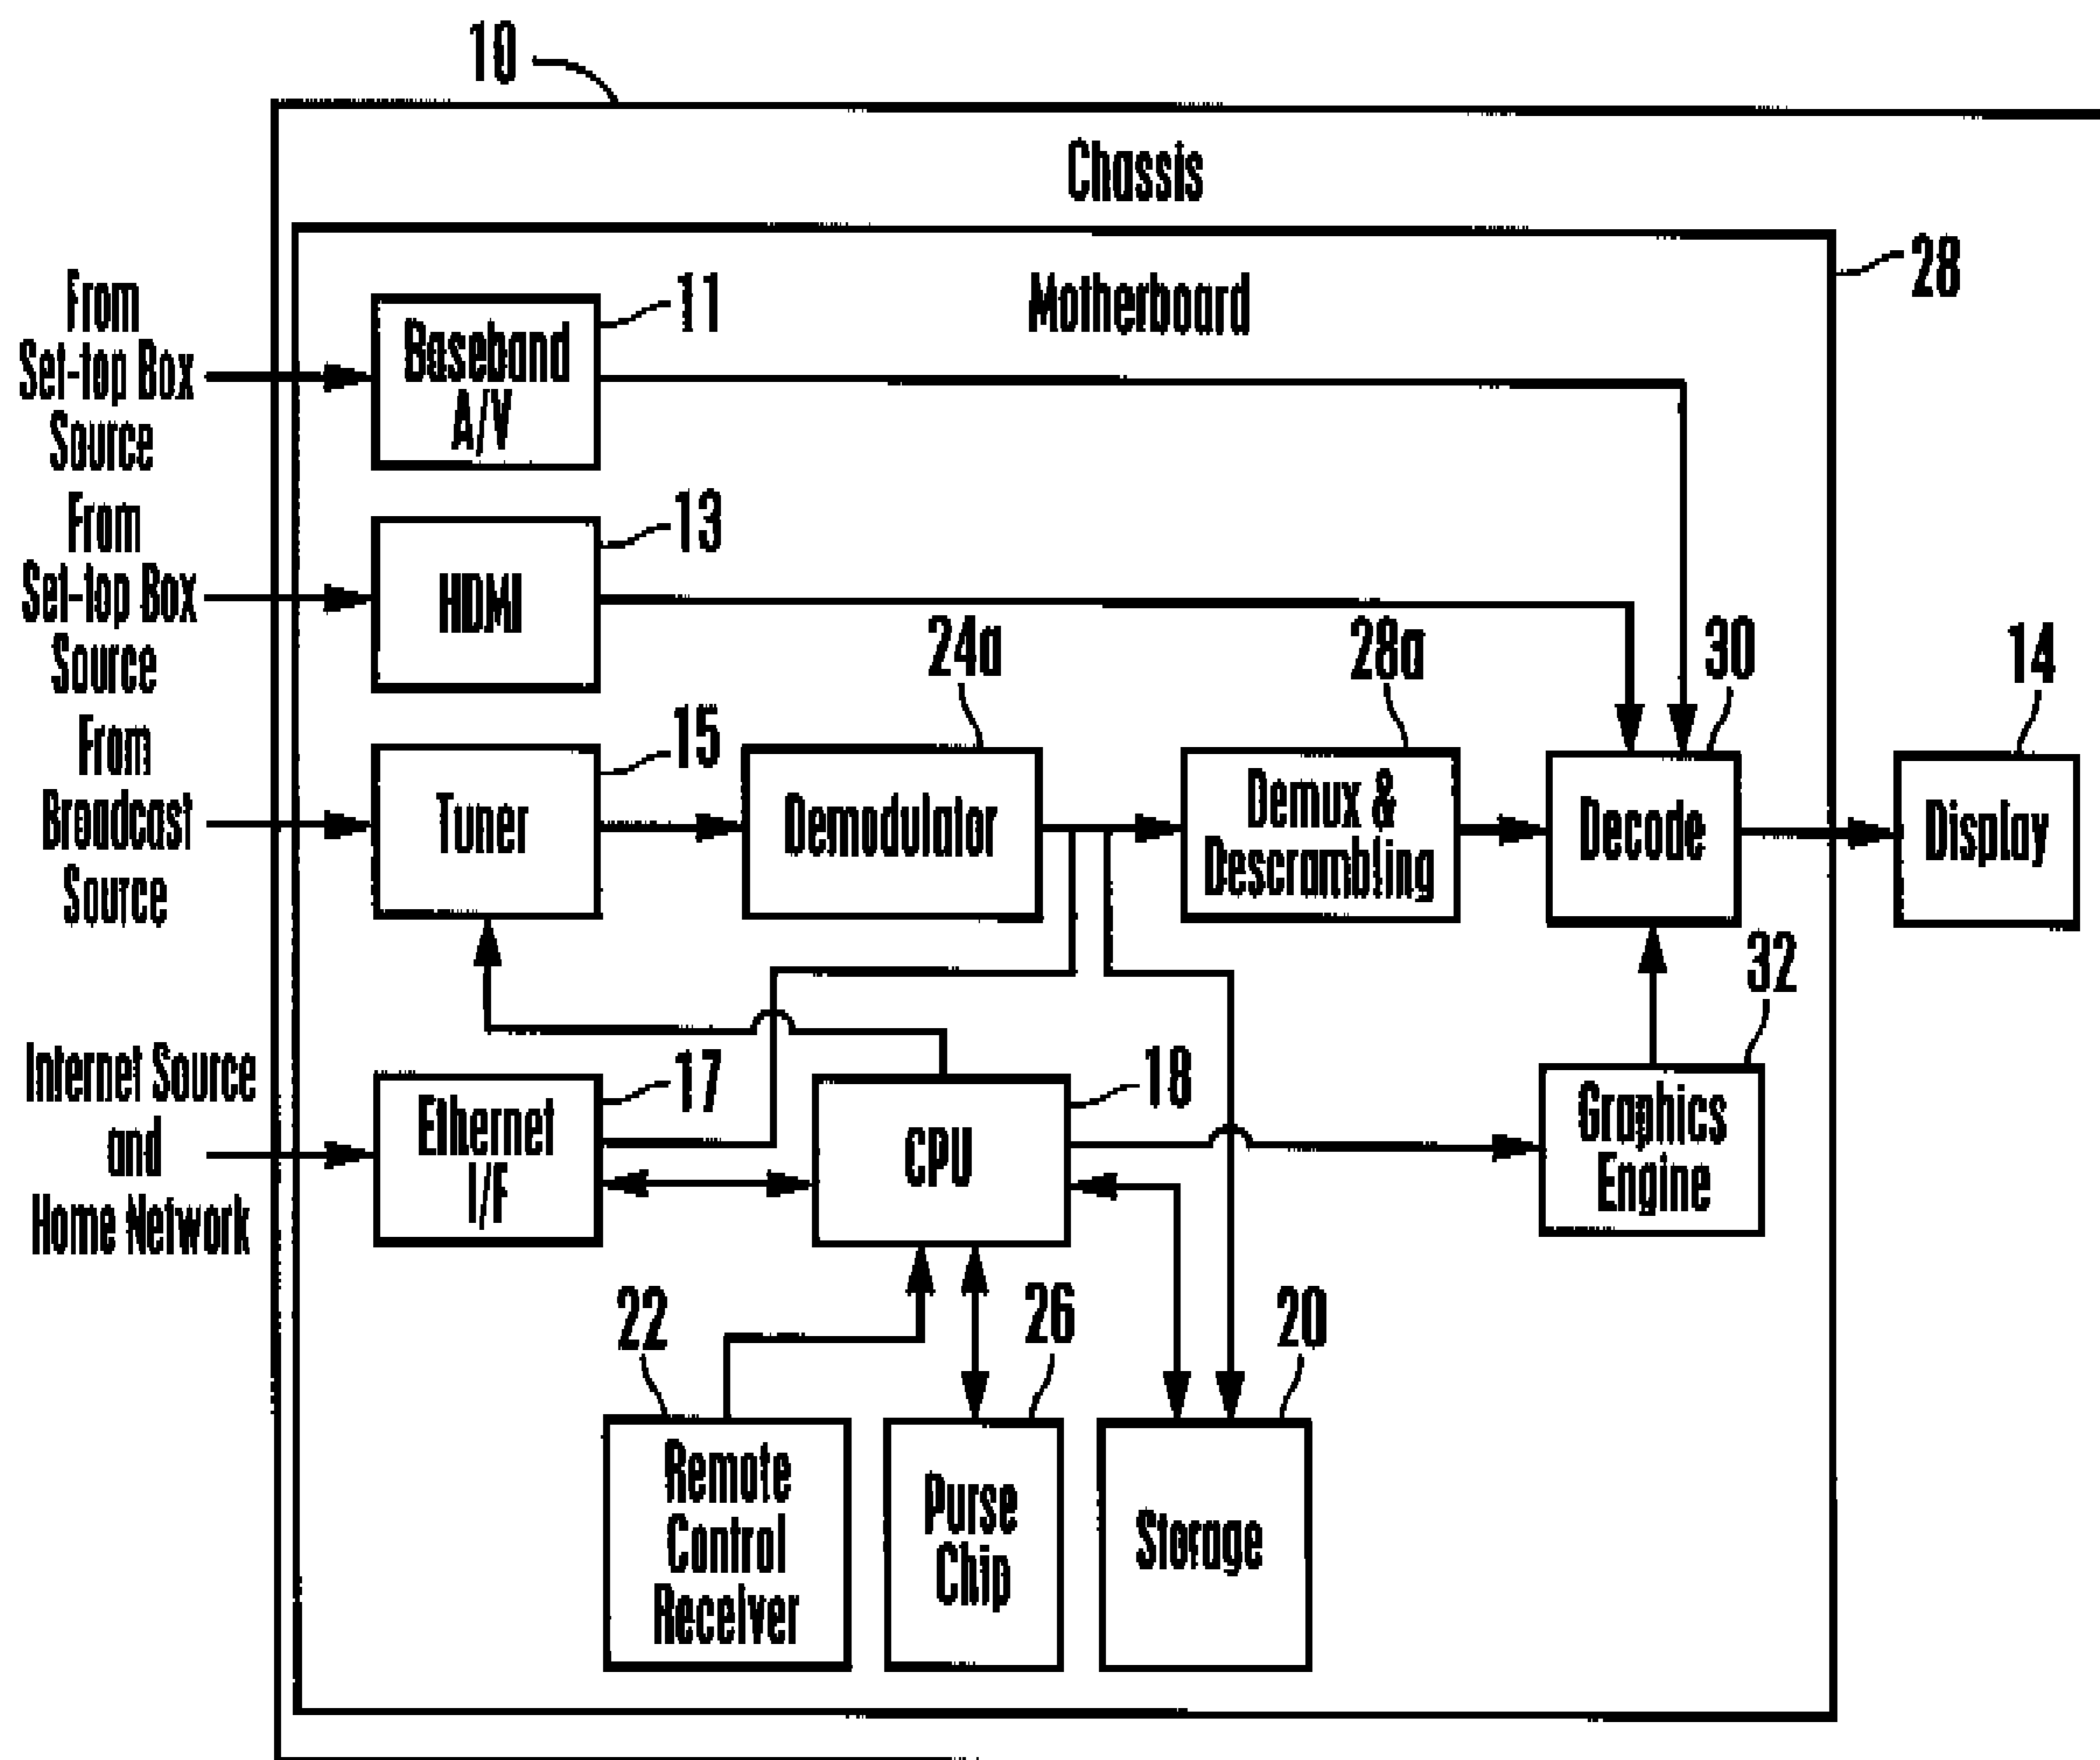 10
Chassis
28
Motherboard
From
Set-top Box
Source
11
Baseband
A/V
From
Set-top Box
Source
13
HDMI
24a
28a
30
14
From
Broadcast
Source
15
Tuner
Demodulator
Demux &
Descrambling
Decode
Display
32
Internet Source
and
Home Network
17
Ethernet
I/F
18
CPU
Graphics
Engine
22
26
20
Remote
Control
Receiver
Purse
Chip
Storage